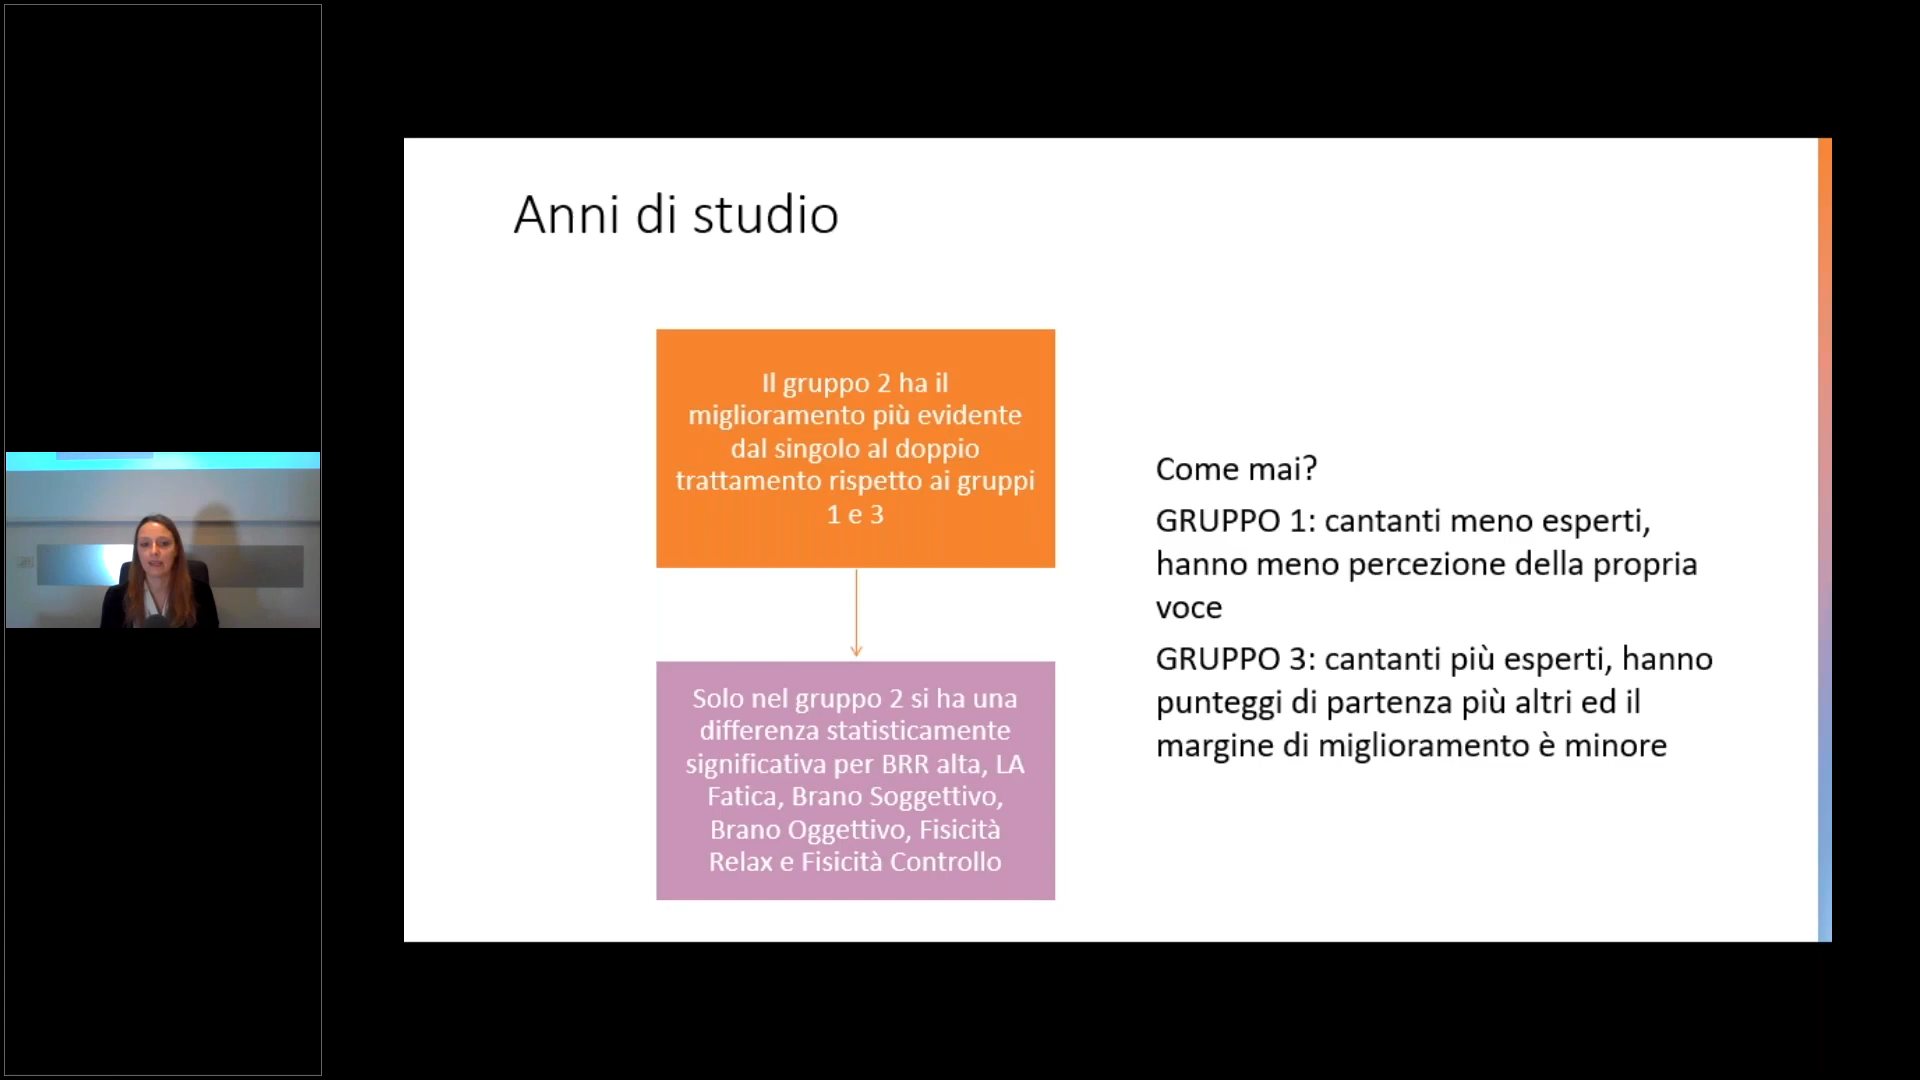 Anni di studio
Il gruppo 2 ha il
miglioramento più evidente
dal singolo al doppio
trattamento rispetto ai gruppi
1 e 3
Solo nel gruppo 2 si ha una
differenza statisticamente
significativa per BRR alta, LA
Fatica, Brano Soggettivo,
Brano Oggettivo, Fisicità
Relax e Fisicità Controllo
Come mai?
GRUPPO 1: cantanti meno esperti,
hanno meno percezione della propria
voce
GRUPPO 3: cantanti più esperti, hanno
punteggi di partenza più altri ed il
margine di miglioramento è minore